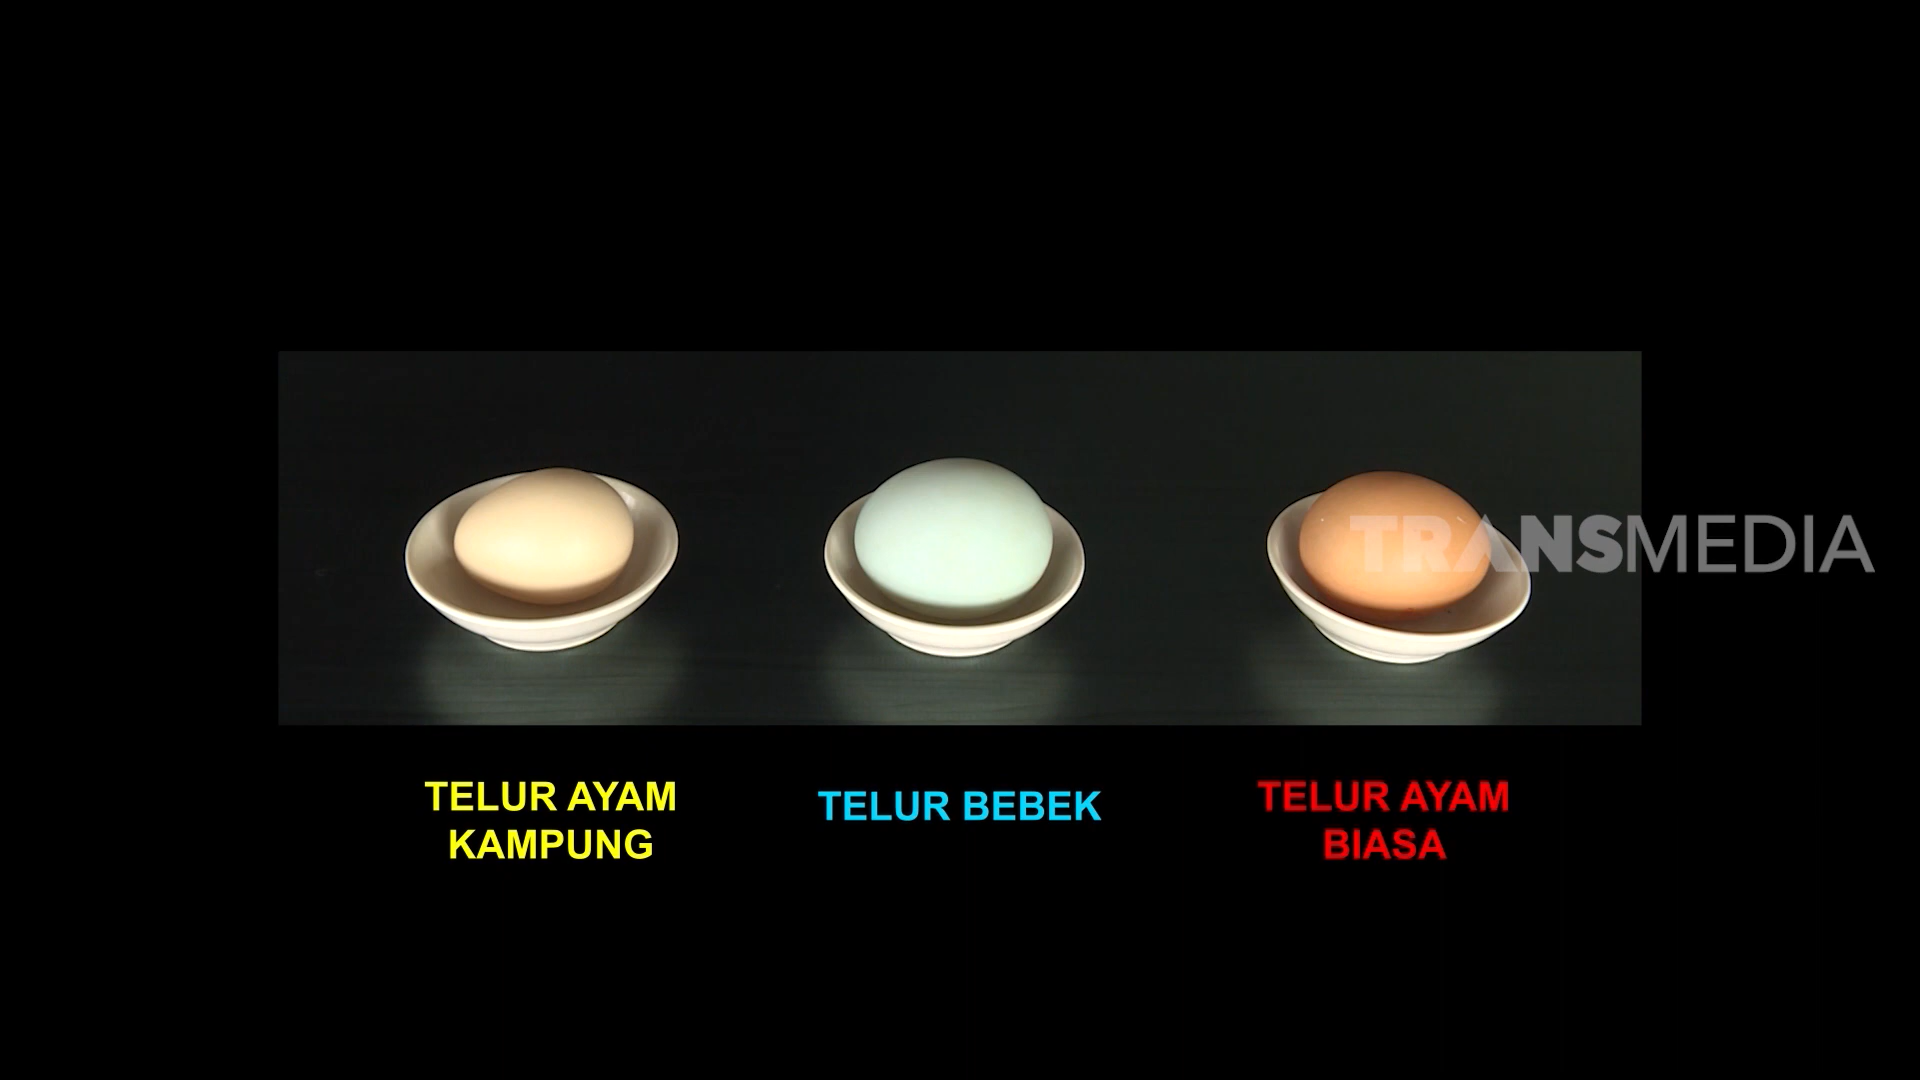 TRANSMEDIA
TELUR AYAM
KAMPUNG
TELUR BEBEK
TELUR AYAM
BIASA